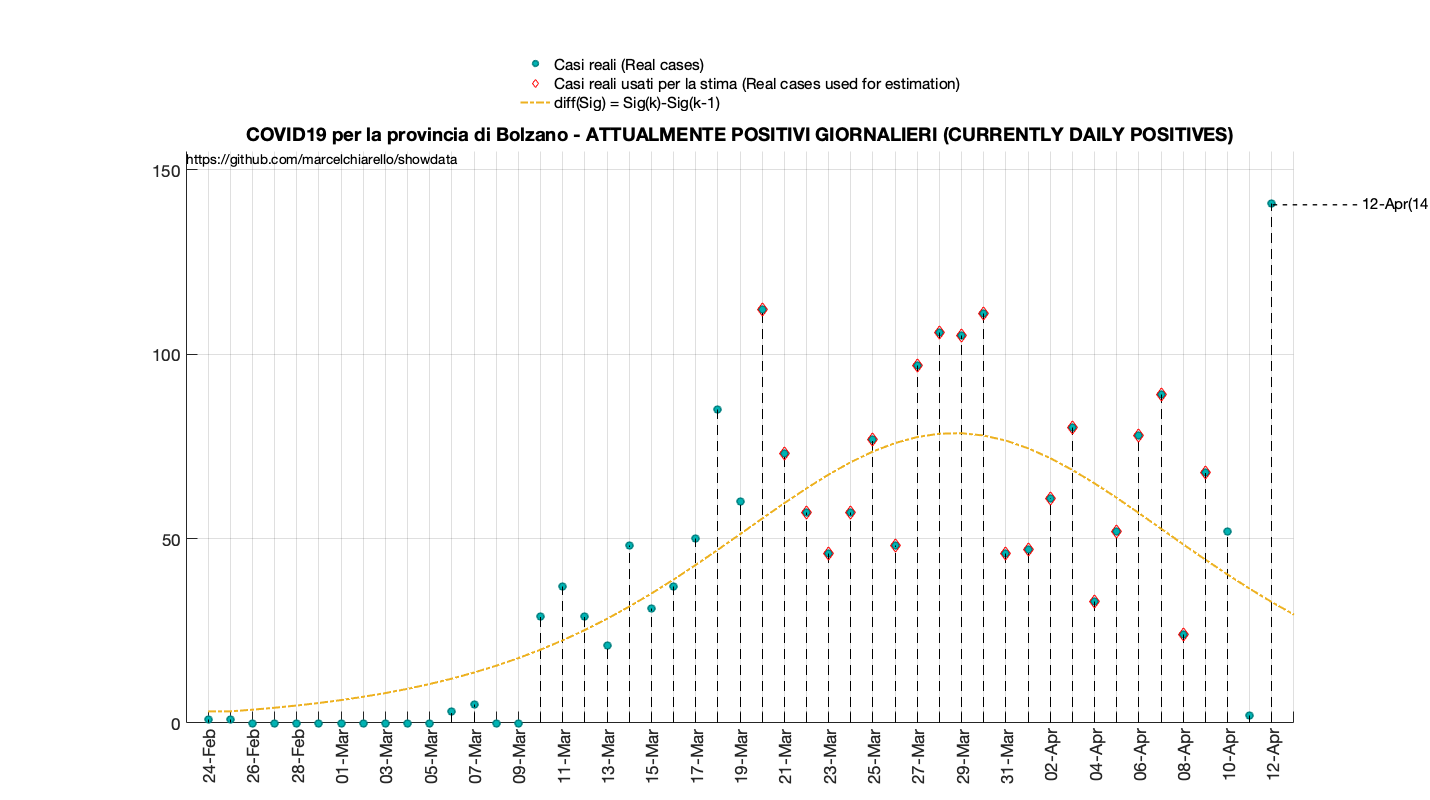 Casi reali (Real cases)
Casi reali usati per la stima (Real cases used for estimation)
diff(Sig) = Sig(k)-Sig(k-1)
COVID19 per la provincia di Bolzano - ATTUALMENTE POSITIVI GIORNALIERI (CURRENTLY DAILY POSITIVES)
https://github.com/marcelchiarello/showdata
150
12-Apr(14
100
50
0
24-Feb
26-Feb
28-Feb
01-Mar
03-Mar
05-Mar
07-Mar
09-Mar
11-Mar
13-Mar
15-Mar
17-Mar
19-Mar
21-Mar
23-Mar
25-Mar
27-Mar
29-Mar
31-Mar
02-Apr
04-Apr
06-Apr
08-Apr
10-Apr
12-Apr